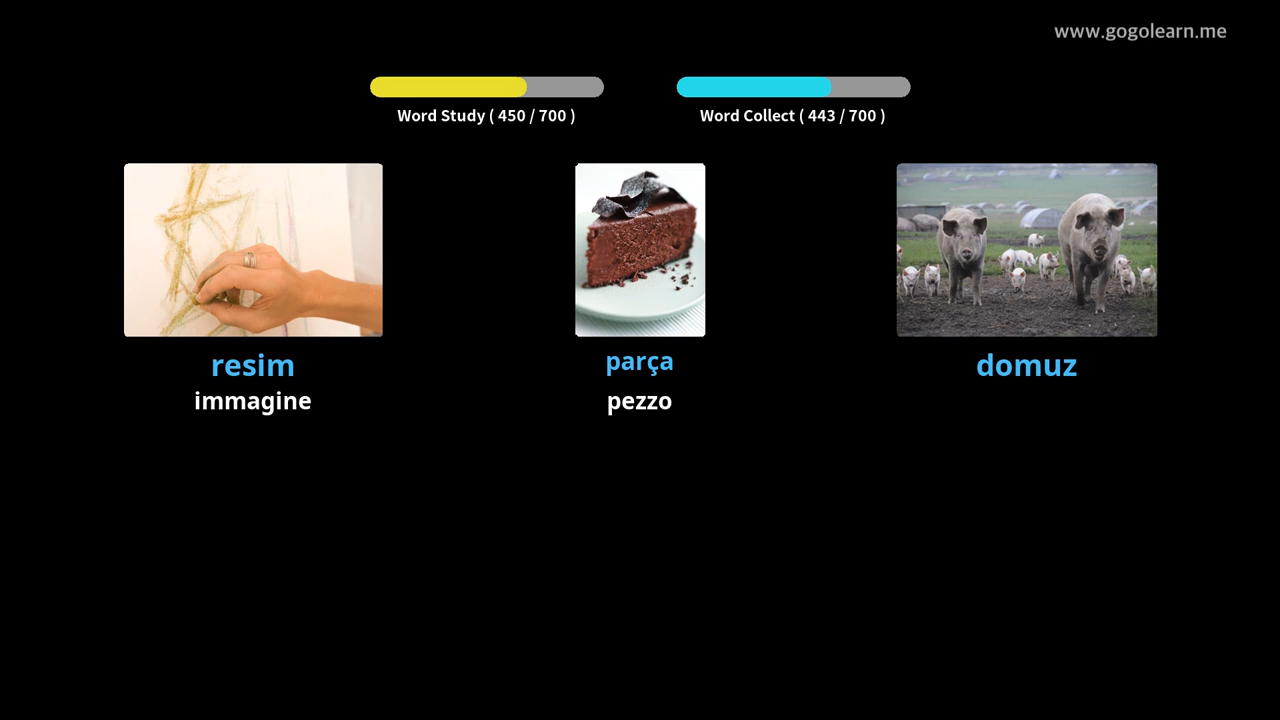 www.gogolearn.me
Word Study ( 450 / 700 )
Word Collect ( 443 / 700 )
resim
immagine
parça
pezzo
domuz